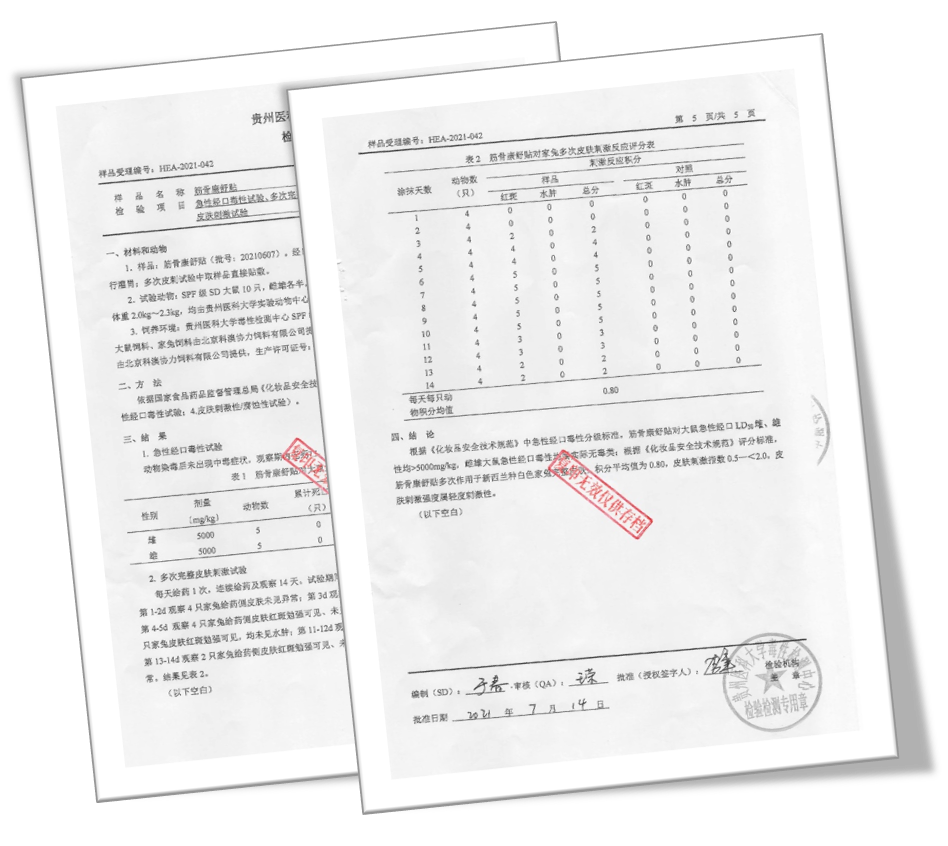 贵州医科
检
样品受理编号：HEA-2021-042
样 品 名 称 筋骨康舒贴
检 验 项 目 急性经口毒性试验、多次完
皮肤刺激试验
一、材料和动物
1．样品：筋骨康舒贴（批号：20210607）。经
行灌胃；多次皮刺试验中取样品直接贴敷。
2．试验动物：SPF 级 SD 大鼠 10 只，雌雄各半，
体重 2.0kg～2.3kg，均由贵州医科大学实验动物中心
3．饲养环境：贵州医科大学毒性检测中心 SPF
大鼠饲料、家兔饲料由北京科澳协力饲料有限公司提
由北京科澳协力饲料有限公司提供，生产许可证号：
二、方 法
依据国家食品药品监督管理总局《化妆品安全技
性经口毒性试验；4.皮肤刺激性/腐蚀性试验）。
三、结 果
1. 急性经口毒性试验
动物染毒后未出现中毒症状，观察期
表 1 筋骨康舒贴对
性别 剂量 动物数 累计死
(mg/kg) （只）
雌 5000 5 0
雄 5000 5 0
2. 多次完整皮肤刺激试验
每天给药 1 次，连续给药及观察 14 天，试验期
第 1-2d 观察 4 只家兔给药侧皮肤未见异常；第 3d 观
第 4-5d 观察 4 只家兔给药侧皮肤红斑勉强可见、未
只家兔皮肤红斑勉强可见，均未见水肿；第 11-12d 观
第 13-14d 观察 2 只家兔给药侧皮肤红斑勉强可见、未
常，结果见表 2。
（以下空白）
样品受理编号：HEA-2021-042 第 5 页/共 5 页
表 2 筋骨康舒贴对家兔多次皮肤刺激反应评分表
涂抹天数 动物数（只） 刺激反应积分
样品 对照
红斑 水肿 总分 红斑 水肿 总分
1 4 0 0 0 0 0 0
2 4 0 0 0 0 0 0
3 4 2 0 2 0 0 0
4 4 4 0 4 0 0 0
5 4 4 0 4 0 0 0
6 4 5 0 5 0 0 0
7 4 5 0 5 0 0 0
8 4 5 0 5 0 0 0
9 4 5 0 5 0 0 0
10 4 5 0 5 0 0 0
11 4 3 0 3 0 0 0
12 4 3 0 3 0 0 0
13 4 2 0 2 0 0 0
14 4 2 0 2 0 0 0
每天每只动
物积分均值 0.80
四、结 论
根据《化妆品安全技术规范》中急性经口毒性分级标准，筋骨康舒贴对大鼠急性经口 LD50 雌、雄
性均>5000mg/kg，雌雄大鼠急性经口毒性均属实际无毒类；根据《化妆品安全技术规范》评分标准，
筋骨康舒贴多次作用于新西兰种白色家兔完整皮肤，积分平均值为 0.80，皮肤刺激指数 0.5—<2.0，皮
肤刺激强度属轻度刺激性。
（以下空白）
复印无效仅供存档
编制（SD）： 审核（QA）： 批准（授权签字人）： 检验机构
盖 章
批准日期 2021 年 7 月 14 日
贵州医科大学毒性检测中心
检验检测专用章